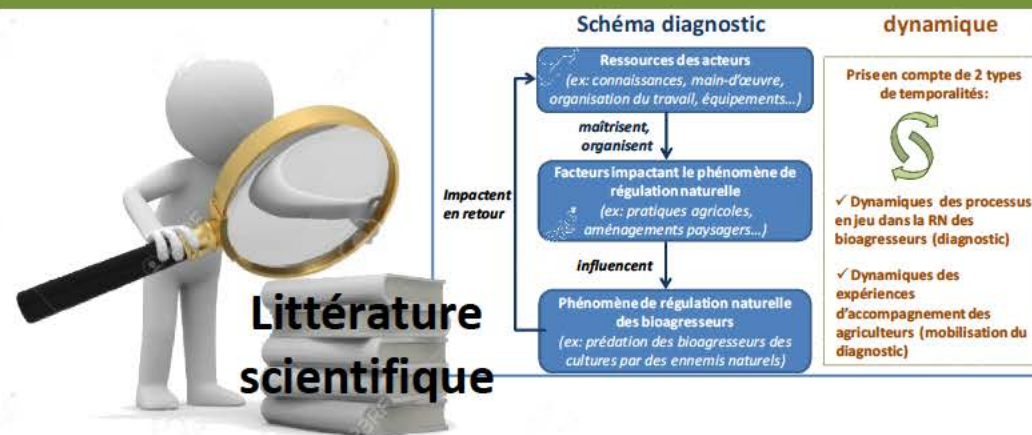 Schéma diagnostic
Ressources des acteurs
(ex: connaissances, main-d'œuvre,
organisation du travail, équipements...)
maîtrisent,
organisent
Facteurs impactant le phénomène de
régulation naturelle
(ex: pratiques agricoles,
aménagements paysagers...)
Impactent
en retour
influencent
Phénomène de régulation naturelle
des bioagresseurs
(ex: prédation des bioagresseurs des
cultures par des ennemis naturels)
dynamique
Prise en compte de 2 types
de temporalités:
✓ Dynamiques des processus
en jeu dans la RN des
bioagresseurs (diagnostic)
✓ Dynamiques des
expériences
d'accompagnement des
agriculteurs (mobilisation du
diagnostic)
Littérature
scientifique